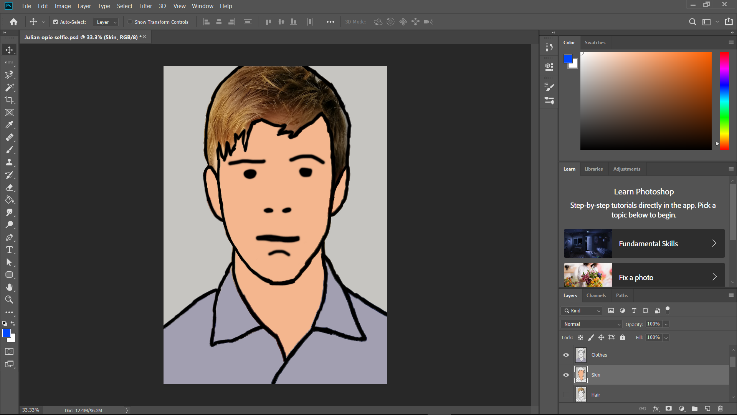 Ps File Edit Image Layer Type Select Filter 3D View Window Help
Auto-Select: Layer Show Transform Controls
Julian opie selfie.psd @ 33.3% (Skin, RGB/8) *
Color Swatches
Learn Libraries Adjustments
Learn Photoshop
Step-by-step tutorials directly in the app. Pick a
topic below to begin.
Fundamental Skills
Fix a photo
Layers Channels Paths
Kind
Normal Opacity: 100%
Lock: Fill: 100%
Clothes
Skin
Hair
33.33%